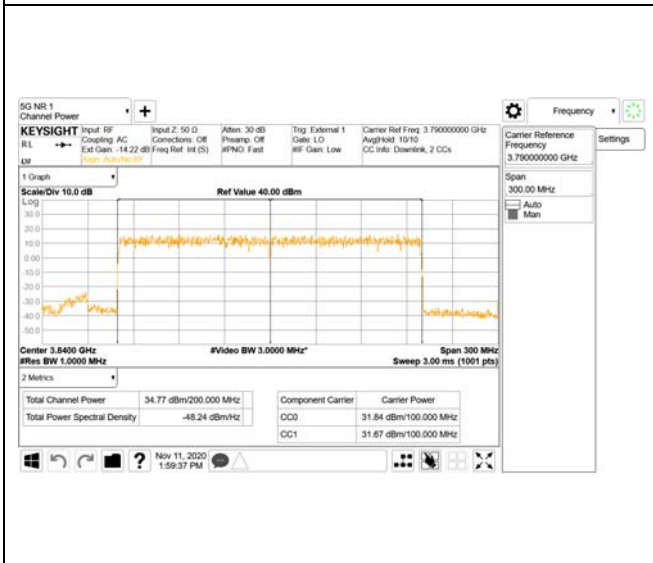 5G NR 1
Channel Power
Frequency
KEYSIGHT
RL
Input: RF
Coupling: AC
Ext Gain: -14.22 dB
Align: Auto/No RF
Input Z: 50 Ω
Corrections: Off
Freq Ref: Int (S)
Atten: 30 dB
Preamp: Off
#PNO: Fast
Trig: External 1
Gate: LO
#IF Gain: Low
Carrier Ref Freq: 3.790000000 GHz
Avg|Hold: 10/10
CC Info: Downlink, 2 CCs
Carrier Reference
Frequency
3.790000000 GHz
Settings
Span
300.00 MHz
Auto
Man
1 Graph
Scale/Div 10.0 dB
Ref Value 40.00 dBm
Log
30.0
20.0
10.0
0.00
-10.0
-20.0
-30.0
-40.0
-50.0
Center 3.8400 GHz
#Video BW 3.0000 MHz*
Span 300 MHz
#Res BW 1.0000 MHz
Sweep 3.00 ms (1001 pts)
2 Metrics
Total Channel Power 34.77 dBm/200.000 MHz
Total Power Spectral Density -48.24 dBm/Hz
Component Carrier Carrier Power
CC0 31.84 dBm/100.000 MHz
CC1 31.67 dBm/100.000 MHz
Nov 11, 2020
1:59:37 PM